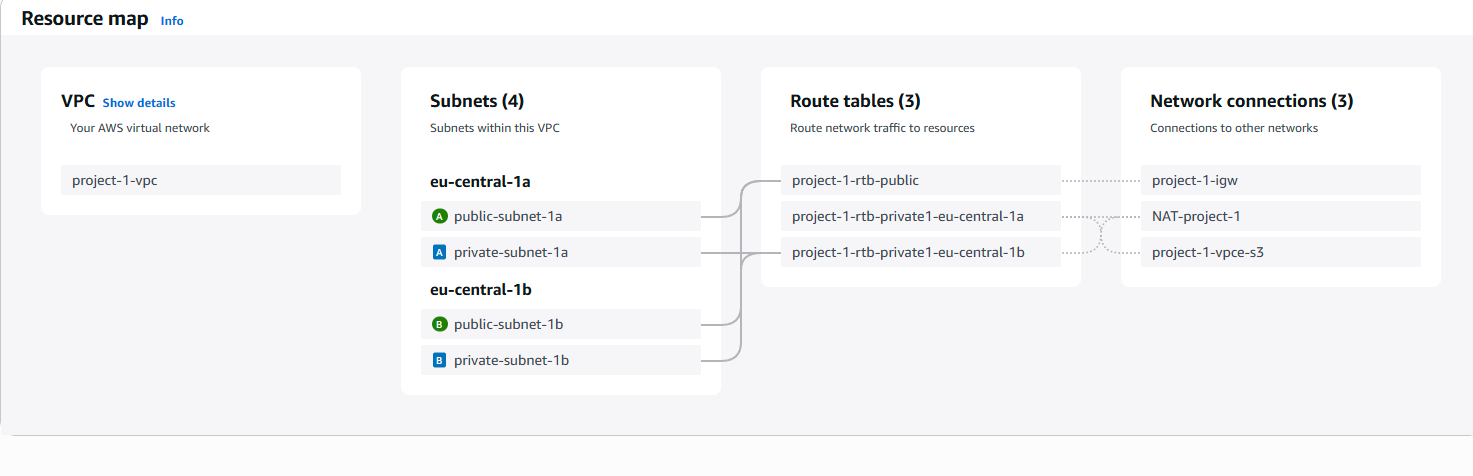 Resource map Info
VPC Show details
Your AWS virtual network
project-1-vpc
Subnets (4)
Subnets within this VPC
eu-central-1a
A public-subnet-1a
A private-subnet-1a
eu-central-1b
B public-subnet-1b
B private-subnet-1b
Route tables (3)
Route network traffic to resources
project-1-rtb-public
project-1-rtb-private1-eu-central-1a
project-1-rtb-private1-eu-central-1b
Network connections (3)
Connections to other networks
project-1-igw
NAT-project-1
project-1-vpce-s3